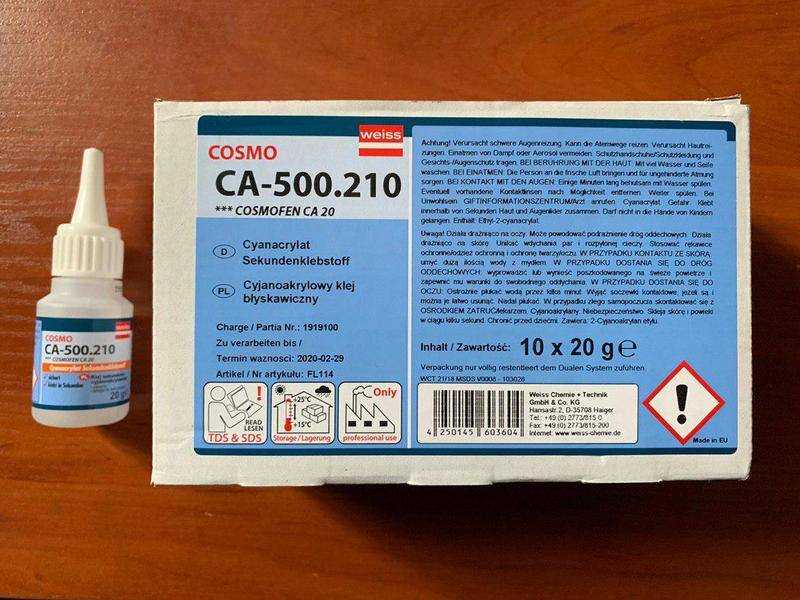 COSMO
CA-500.210
*** COSMOFEN CA 20
Cyanacrylat Sekundenklebstoff
20 g
weiss
COSMO
CA-500.210
*** COSMOFEN CA 20
D Cyanacrylat
Sekundenklebstoff
PL Cyjanoakrylowy klej
błyskawiczny
Charge / Partia Nr.: 1919100
Zu verarbeiten bis /
Termin waznosci: 2020-02-29
Artikel / Nr artykułu: FL114
READ
LESEN
TDS & SDS
+25°C
+15°C
Storage / Lagerung
Only
professional use
Achtung! Verursacht schwere Augenreizung. Kann die Atemwege reizen. Verursacht Hautrei-
zungen. Einatmen von Dampf oder Aerosol vermeiden. Schutzhandschuhe/Schutzkleidung und
Gesichts-/Augenschutz tragen. BEI BERÜHRUNG MIT DER HAUT: Mit viel Wasser und Seife
waschen. BEI EINATMEN: Die Person an die frische Luft bringen und für ungehinderte Atmung
sorgen. BEI KONTAKT MIT DEN AUGEN: Einige Minuten lang behutsam mit Wasser spülen.
Eventuell vorhandene Kontaktlinsen nach Möglichkeit entfernen. Weiter spülen. Bei
Unwohlsein GIFTINFORMATIONSZENTRUM/Arzt anrufen. Cyanacrylat. Gefahr. Klebt
innerhalb von Sekunden Haut und Augenlider zusammen. Darf nicht in die Hände von Kindern
gelangen. Enthält: Ethyl-2-cyanacrylat.
Uwaga! Działa drażniąco na oczy. Może powodować podrażnienie dróg oddechowych. Działa
drażniąco na skórę. Unikać wdychania par i rozpylonej cieczy. Stosować rękawice
ochronne/odzież ochronną i ochronę twarzy/oczu. W PRZYPADKU KONTAKTU ZE SKÓRĄ:
umyć dużą ilością wody z mydłem. W PRZYPADKU DOSTANIA SIĘ DO DRÓG
ODDECHOWYCH: wyprowadzić lub wynieść poszkodowanego na świeże powietrze i
zapewnić mu warunki do swobodnego oddychania. W PRZYPADKU DOSTANIA SIĘ DO
OCZU: Ostrożnie płukać wodą przez kilka minut. Wyjąć soczewki kontaktowe, jeżeli są i
można je łatwo usunąć. Nadal płukać. W przypadku złego samopoczucia skontaktować się z
OŚRODKIEM ZATRUĆ/lekarzem. Cyjanoakrylany. Niebezpieczeństwo. Skleja skórę i powieki
w ciągu kilku sekund. Chronić przed dziećmi. Zawiera: 2-Cyjanoakrylan etylu.
Inhalt / Zawartość: 10 x 20 g ℮
Verpackung nur vollig restentleert dem Dualen System zuführen.
WCT 21/18 MSDS V0008 - 103026
4 250145 603604
Weiss Chemie + Technik
GmbH & Co. KG
Hansastr.2, D-35708 Haiger
Tel.: +49 (0) 2773/815 0
Fax: +49 (0) 2773/815-200
Internet: www.weiss-chemie.de
Made in EU